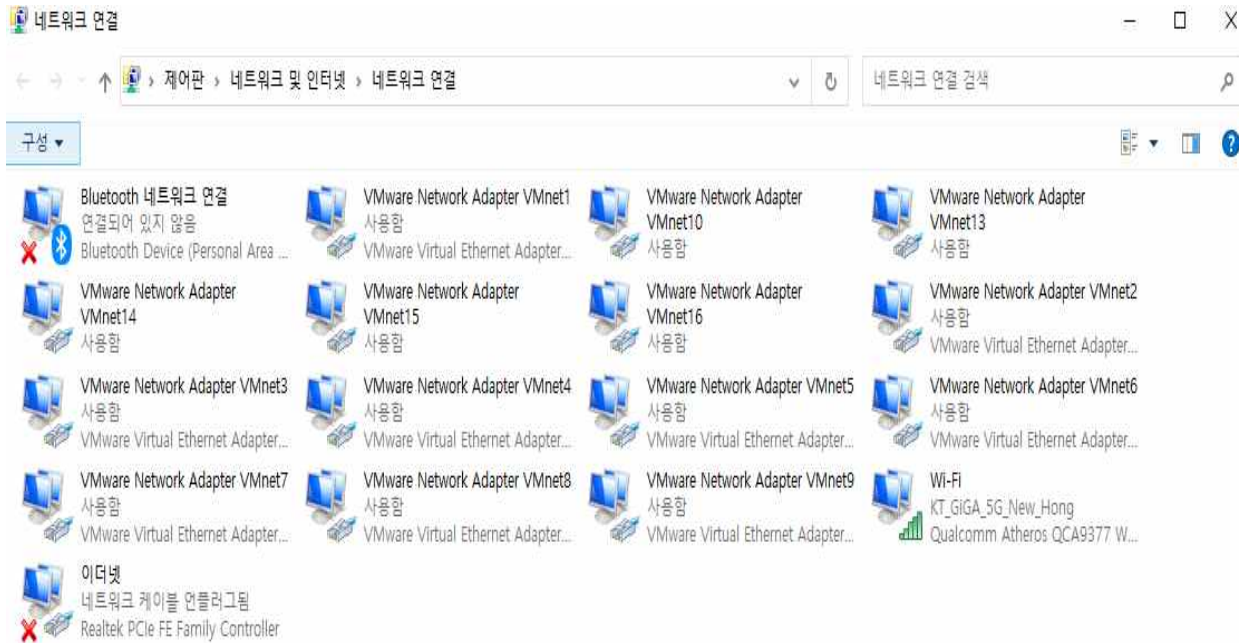 네트워크 연결
제어판 › 네트워크 및 인터넷 › 네트워크 연결
네트워크 연결 검색
구성
Bluetooth 네트워크 연결
연결되어 있지 않음
Bluetooth Device (Personal Area ...
VMware Network Adapter VMnet1
사용함
VMware Virtual Ethernet Adapter...
VMware Network Adapter
VMnet10
사용함
VMware Network Adapter
VMnet13
사용함
VMware Network Adapter
VMnet14
사용함
VMware Network Adapter
VMnet15
사용함
VMware Network Adapter
VMnet16
사용함
VMware Network Adapter VMnet2
사용함
VMware Virtual Ethernet Adapter...
VMware Network Adapter VMnet3
사용함
VMware Virtual Ethernet Adapter...
VMware Network Adapter VMnet4
사용함
VMware Virtual Ethernet Adapter...
VMware Network Adapter VMnet5
사용함
VMware Virtual Ethernet Adapter...
VMware Network Adapter VMnet6
사용함
VMware Virtual Ethernet Adapter...
VMware Network Adapter VMnet7
사용함
VMware Virtual Ethernet Adapter...
VMware Network Adapter VMnet8
사용함
VMware Virtual Ethernet Adapter...
VMware Network Adapter VMnet9
사용함
VMware Virtual Ethernet Adapter...
Wi-Fi
KT_GiGA_5G_New_Hong
Qualcomm Atheros QCA9377 W...
이더넷
네트워크 케이블 언플러그됨
Realtek PCIe FE Family Controller